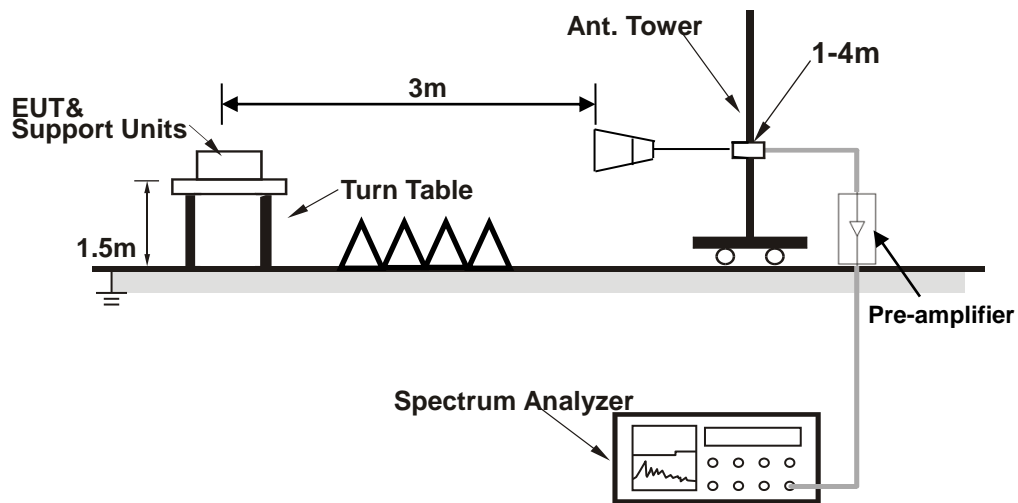 Ant. Tower
1-4m
3m
EUT&
Support Units
Turn Table
1.5m
Pre-amplifier
Spectrum Analyzer